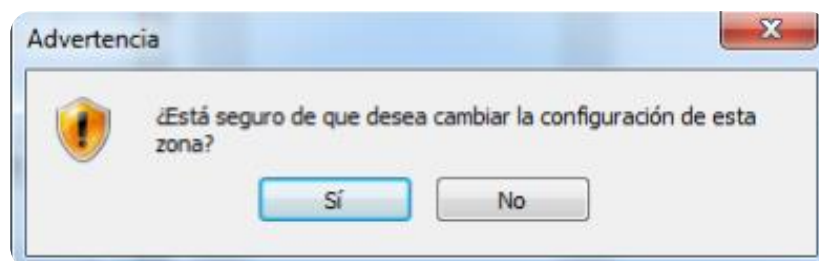 Advertencia
¿Está seguro de que desea cambiar la configuración de esta
zona?
Sí
No